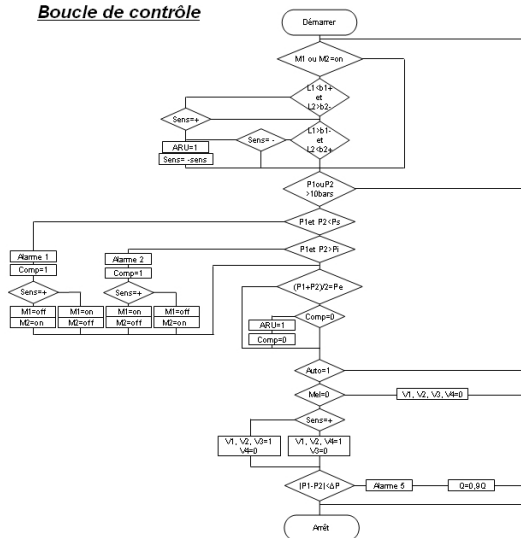 Boucle de contrôle
Démarrer
M1 ou M2=on
L1<b1+
et
L2>b2-
Sens=+
L1>b1-
et
L2<b2+
Sens= -
ARU=1
Sens= -sens
P1ouP2
>10bars
P1et P2<Ps
P1et P2>Pi
Alarme 1
Comp=1
Alarme 2
Comp=1
Sens=+
Sens=+
M1=off
M2=on
M1=on
M2=off
M1=on
M2=off
M1=off
M2=on
(P1+P2)/2=Pe
Comp=0
ARU=1
Comp=0
Auto=1
Mel=0
V1, V2, V3, V4=0
Sens=+
V1, V2, V3=1
V4=0
V1, V2, V4=1
V3=0
|P1-P2|<ΔP
Alarme 5
Q=0,9Q
Arrêt